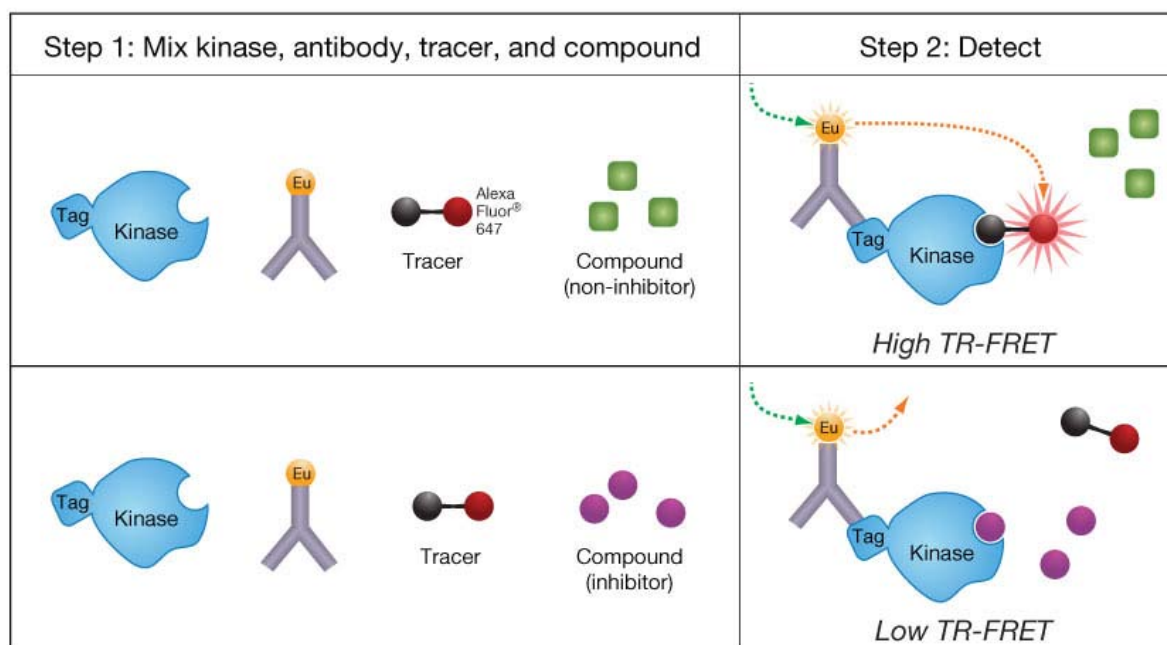 Step 1: Mix kinase, antibody, tracer, and compound
Step 2: Detect
Tag
Kinase
Eu
Alexa
Fluor®
647
Tracer
Compound
(non-inhibitor)
Eu
Tag
Kinase
High TR-FRET
Tag
Kinase
Eu
Tracer
Compound
(inhibitor)
Eu
Tag
Kinase
Low TR-FRET